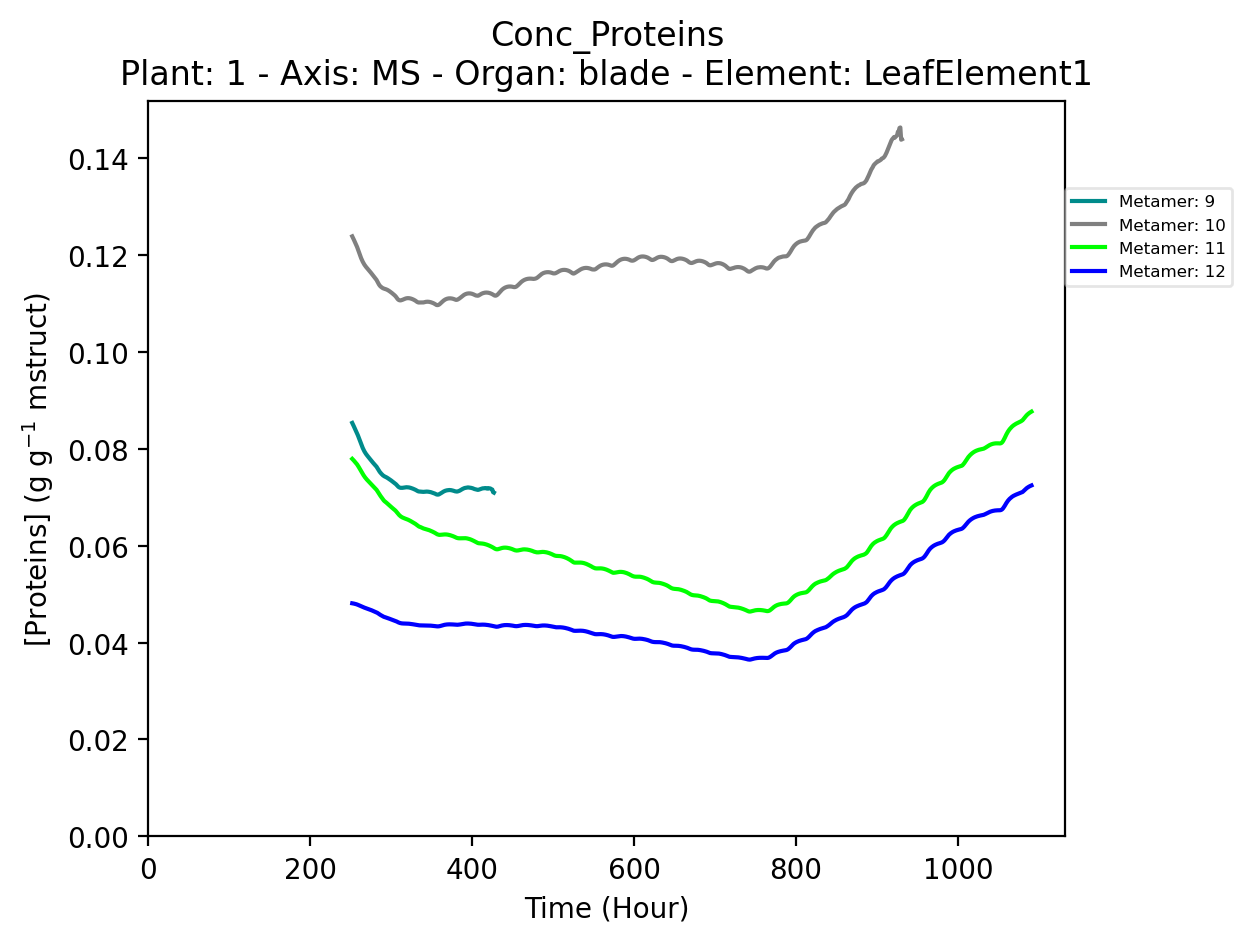 Conc_Proteins
Plant: 1 - Axis: MS - Organ: blade - Element: LeafElement1
[Proteins] (g g⁻¹ mstruct)
0.14
0.12
0.10
0.08
0.06
0.04
0.02
0.00
0
200
400
600
800
1000
Time (Hour)
Metamer: 9
Metamer: 10
Metamer: 11
Metamer: 12